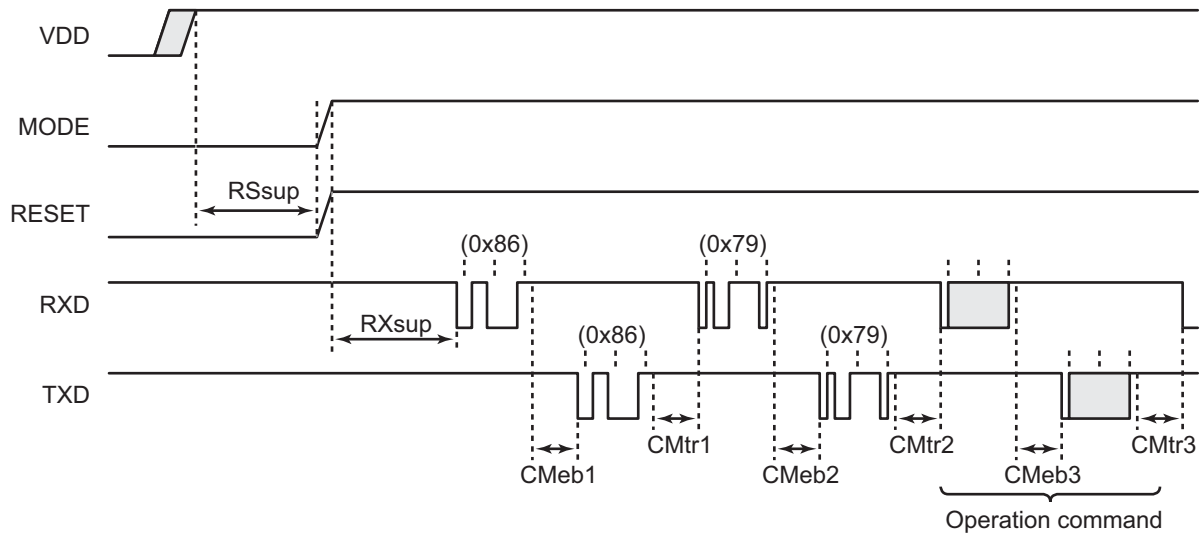 VDD
MODE
RSsup
RESET
(0x86)
(0x79)
RXD
RXsup
(0x86)
(0x79)
TXD
CMtr1
CMtr2
CMtr3
CMeb1
CMeb2
CMeb3
Operation command